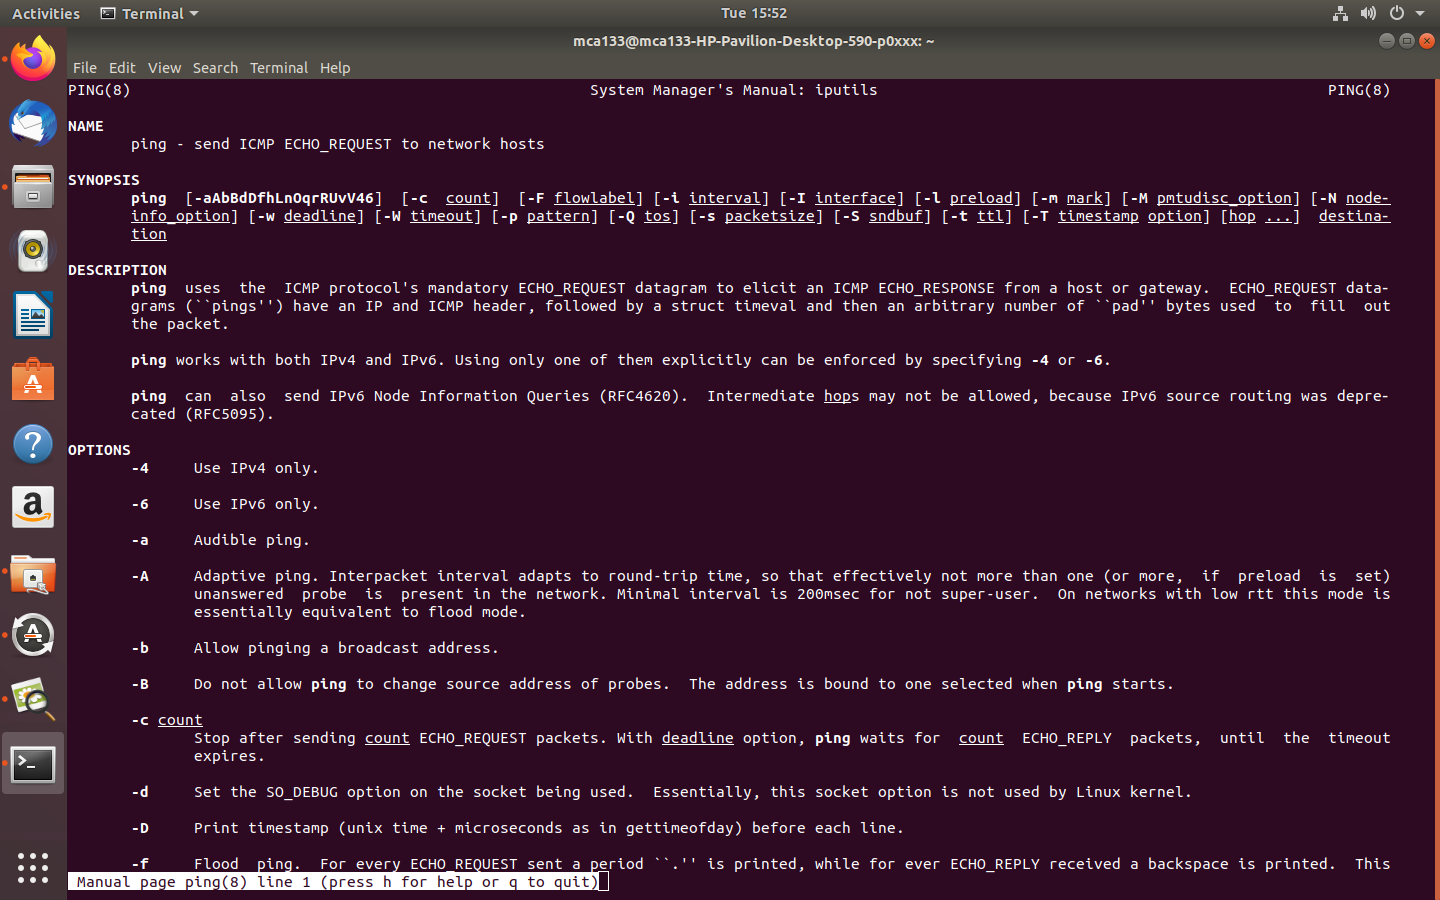 Activities Terminal Tue 15:52
mca133@mca133-HP-Pavilion-Desktop-590-p0xxx: ~
File Edit View Search Terminal Help
PING(8) System Manager's Manual: iputils PING(8)
NAME
ping - send ICMP ECHO_REQUEST to network hosts
SYNOPSIS
ping [-aAbBdDfhLnOqrRUvV46] [-c count] [-F flowlabel] [-i interval] [-I interface] [-l preload] [-m mark] [-M pmtudisc_option] [-N node-
info_option] [-w deadline] [-W timeout] [-p pattern] [-Q tos] [-s packetsize] [-S sndbuf] [-t ttl] [-T timestamp option] [hop ...] destina-
tion
DESCRIPTION
ping uses the ICMP protocol's mandatory ECHO_REQUEST datagram to elicit an ICMP ECHO_RESPONSE from a host or gateway. ECHO_REQUEST data-
grams (``pings'') have an IP and ICMP header, followed by a struct timeval and then an arbitrary number of ``pad'' bytes used to fill out
the packet.
ping works with both IPv4 and IPv6. Using only one of them explicitly can be enforced by specifying -4 or -6.
ping can also send IPv6 Node Information Queries (RFC4620). Intermediate hops may not be allowed, because IPv6 source routing was depre-
cated (RFC5095).
OPTIONS
-4 Use IPv4 only.
-6 Use IPv6 only.
-a Audible ping.
-A Adaptive ping. Interpacket interval adapts to round-trip time, so that effectively not more than one (or more, if preload is set)
unanswered probe is present in the network. Minimal interval is 200msec for not super-user. On networks with low rtt this mode is
essentially equivalent to flood mode.
-b Allow pinging a broadcast address.
-B Do not allow ping to change source address of probes. The address is bound to one selected when ping starts.
-c count
Stop after sending count ECHO_REQUEST packets. With deadline option, ping waits for count ECHO_REPLY packets, until the timeout
expires.
-d Set the SO_DEBUG option on the socket being used. Essentially, this socket option is not used by Linux kernel.
-D Print timestamp (unix time + microseconds as in gettimeofday) before each line.
-f Flood ping. For every ECHO_REQUEST sent a period ``.'' is printed, while for ever ECHO_REPLY received a backspace is printed. This
Manual page ping(8) line 1 (press h for help or q to quit)